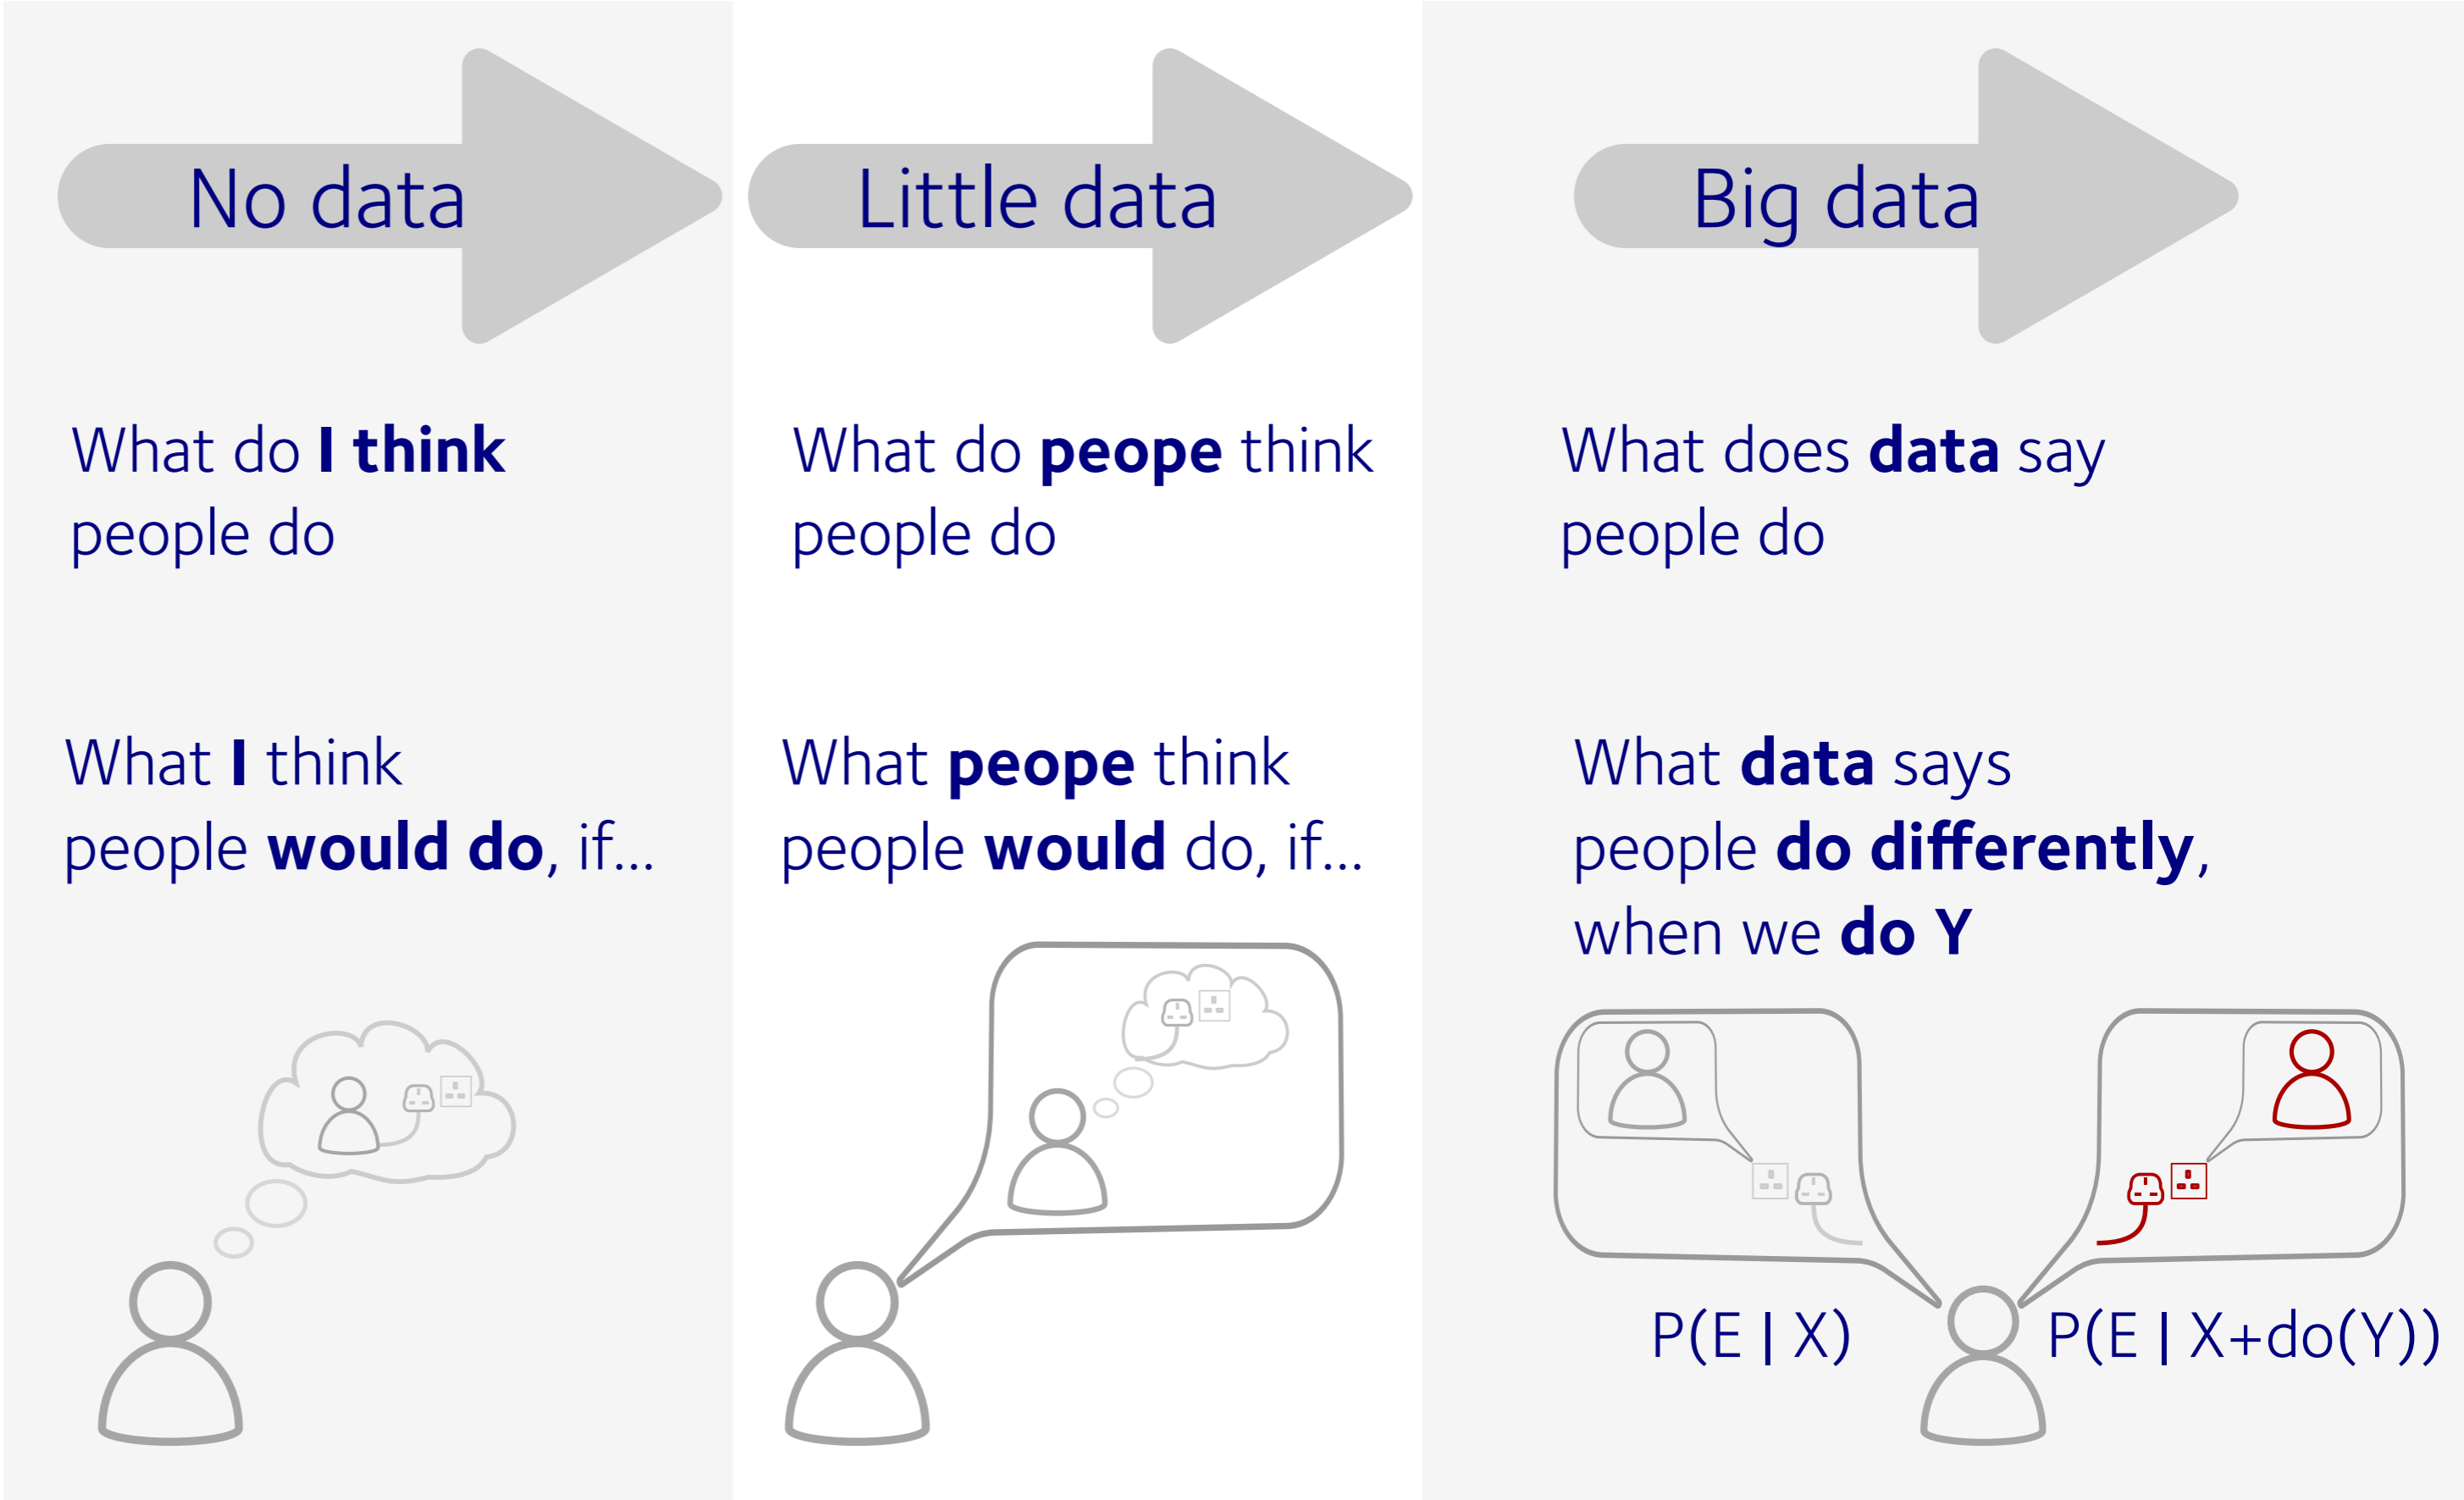 No data
What do I think
people do
What I think
people would do, if...
Little data
What do peope think
people do
What peope think
people would do, if...
Big data
What does data say
people do
What data says
people do differently,
when we do Y
P(E | X)
P(E | X+do(Y))